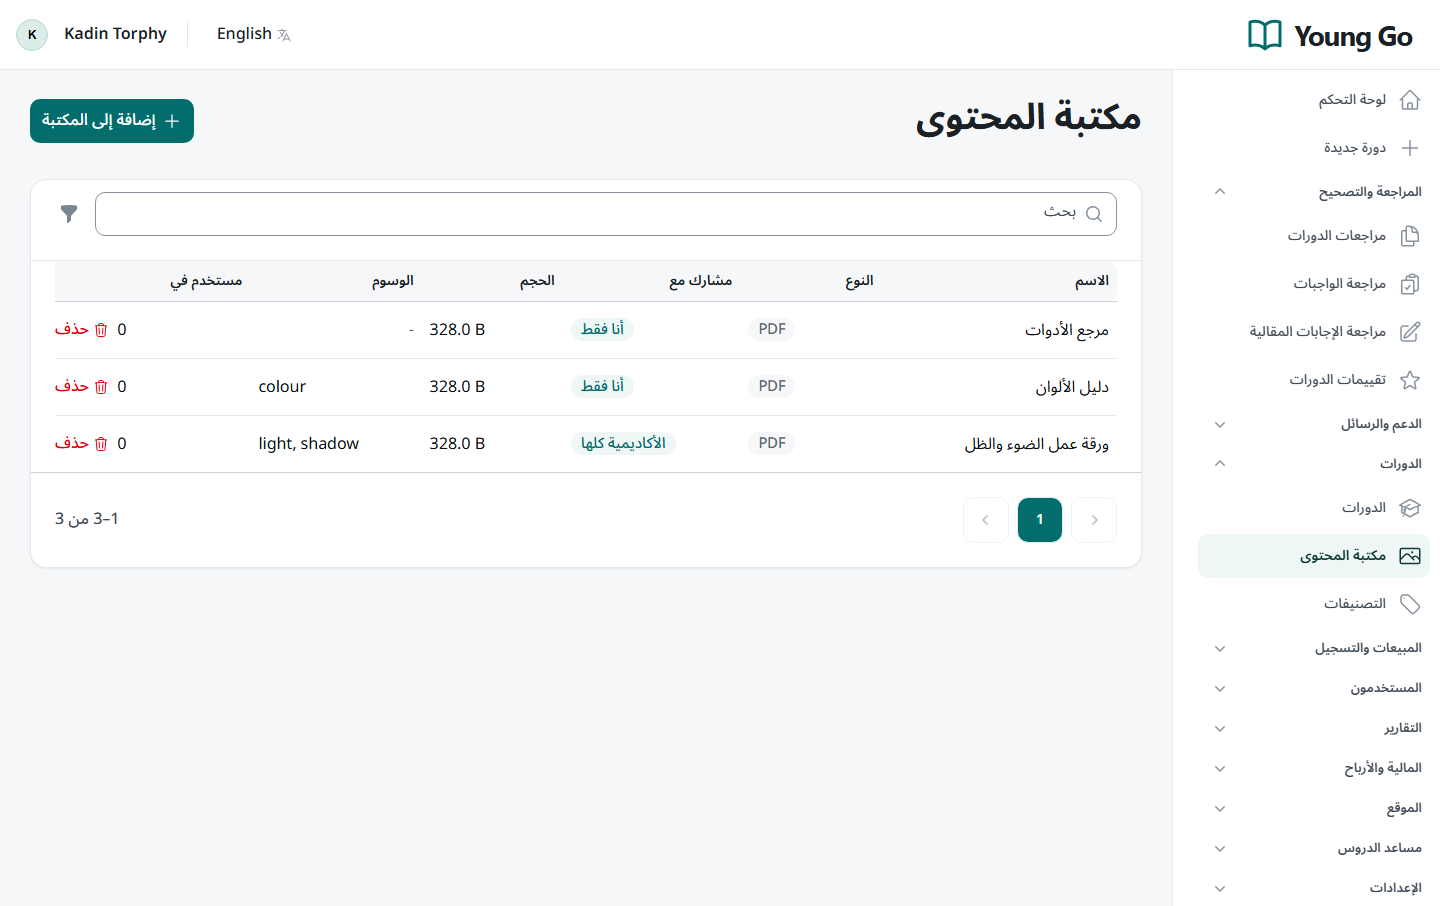 Young Go
English
Kadin Torphy
K
لوحة التحكم
دورة جديدة
المراجعة والتصحيح
مراجعات الدورات
مراجعة الواجبات
مراجعة الإجابات المقالية
تقييمات الدورات
الدعم والرسائل
الدورات
الدورات
مكتبة المحتوى
التصنيفات
المبيعات والتسجيل
المستخدمون
التقارير
المالية والأرباح
الموقع
مساعد الدروس
الإعدادات
مكتبة المحتوى
إضافة إلى المكتبة
بحث
الاسم النوع مشارك مع الحجم الوسوم مستخدم في
مرجع الأدوات PDF أنا فقط 328.0 B - 0 حذف
دليل الألوان PDF أنا فقط 328.0 B colour 0 حذف
ورقة عمل الضوء والظل PDF الأكاديمية كلها 328.0 B light, shadow 0 حذف
1
1–3 من 3